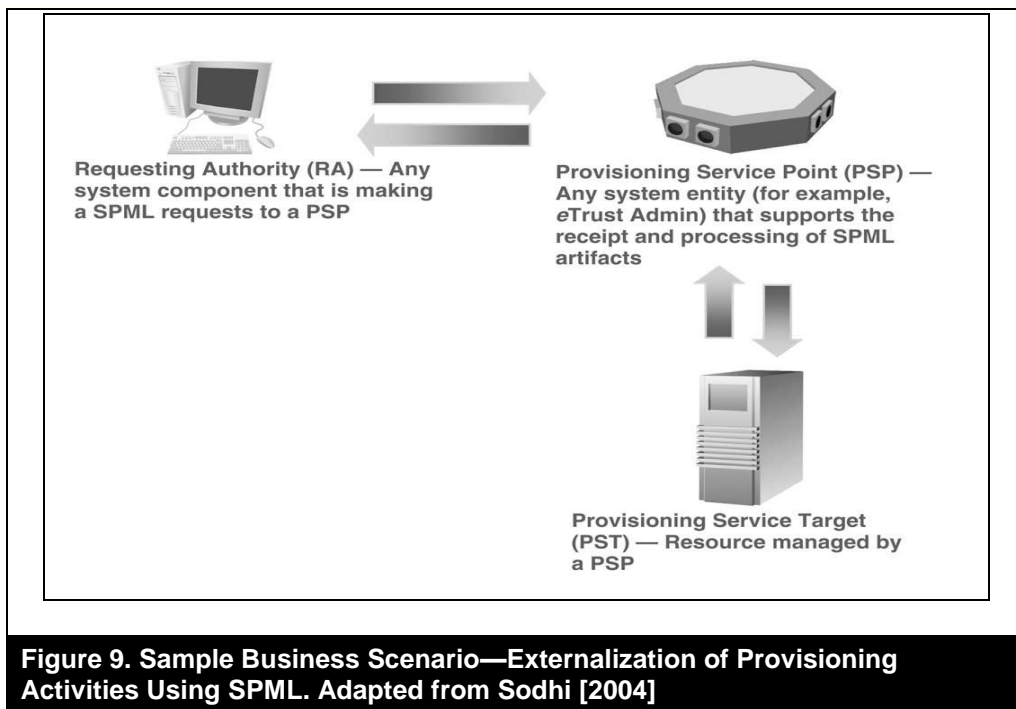 Requesting Authority (RA) — Any
system component that is making
a SPML requests to a PSP
Provisioning Service Point (PSP) —
Any system entity (for example,
eTrust Admin) that supports the
receipt and processing of SPML
artifacts
Provisioning Service Target
(PST) — Resource managed by
a PSP
Figure 9. Sample Business Scenario—Externalization of Provisioning
Activities Using SPML. Adapted from Sodhi [2004]